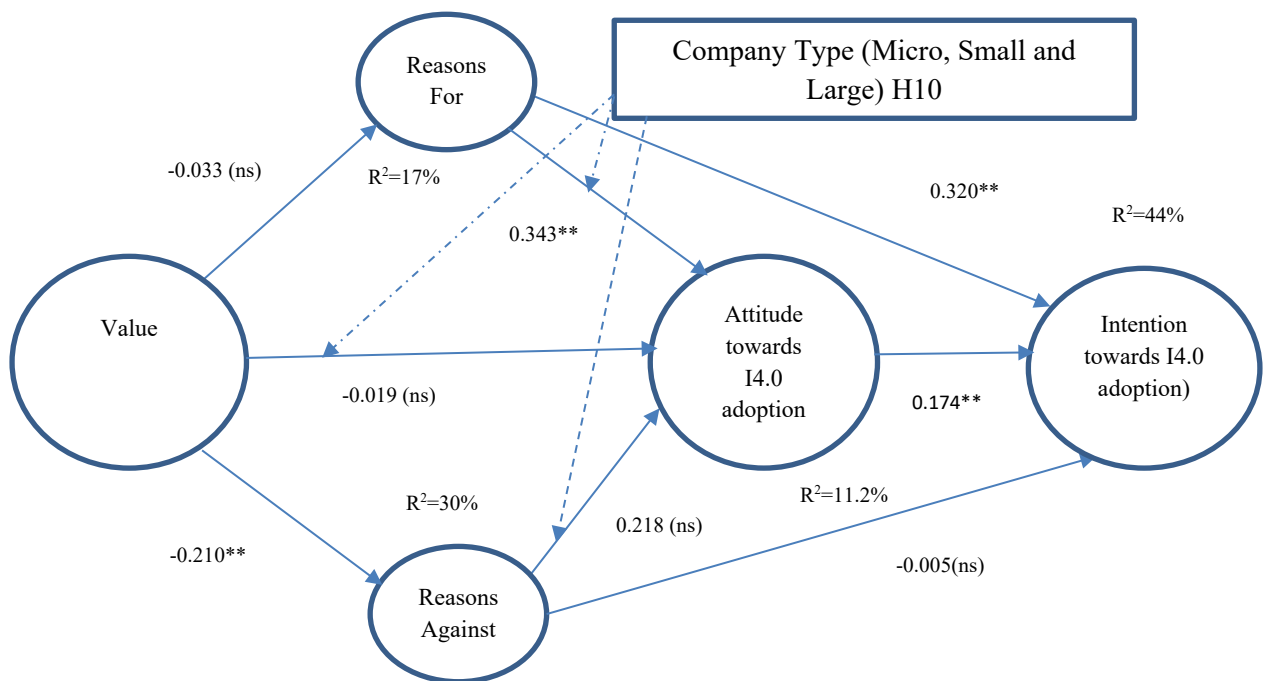 Reasons
For
Company Type (Micro, Small and
Large) H10
-0.033 (ns)
R²=17%
0.320**
R²=44%
0.343**
Value
Attitude
towards
I4.0
adoption
Intention
towards I4.0
adoption)
-0.019 (ns)
0.174**
R²=30%
R²=11.2%
0.218 (ns)
-0.210**
-0.005(ns)
Reasons
Against